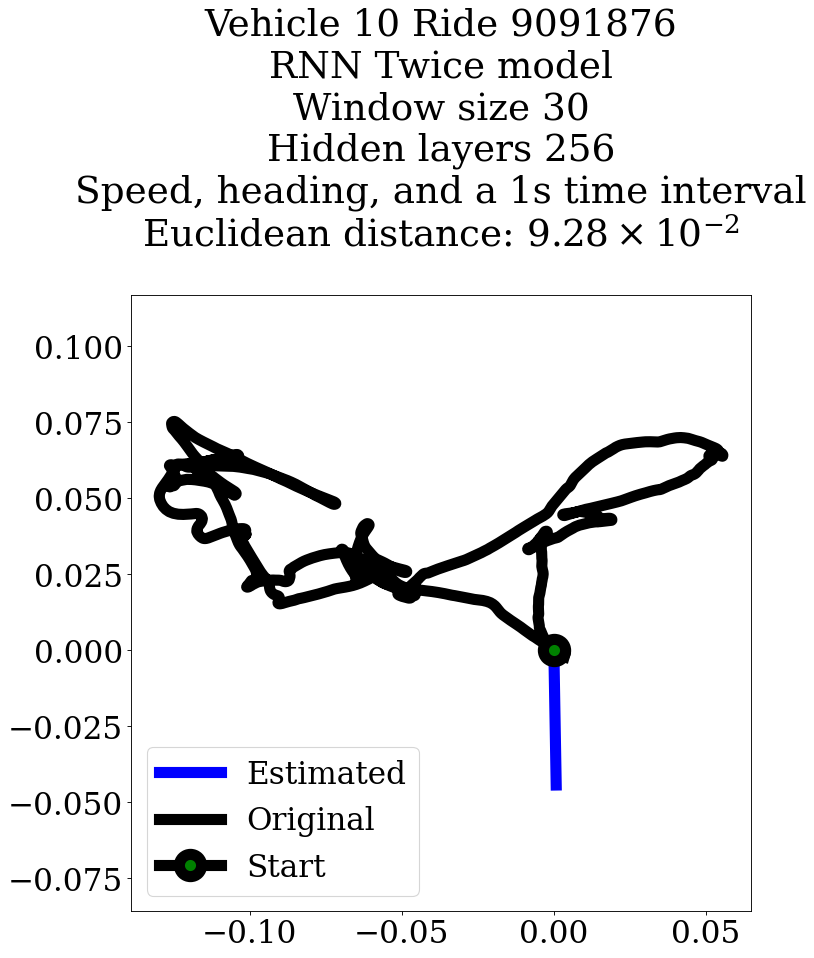 Vehicle 10 Ride 9091876
RNN Twice model
Window size 30
Hidden layers 256
Speed, heading, and a 1s time interval
Euclidean distance: 9.28 × 10⁻²
0.100
0.075
0.050
0.025
0.000
−0.025
−0.050
−0.075
Estimated
Original
Start
−0.10
−0.05
0.00
0.05